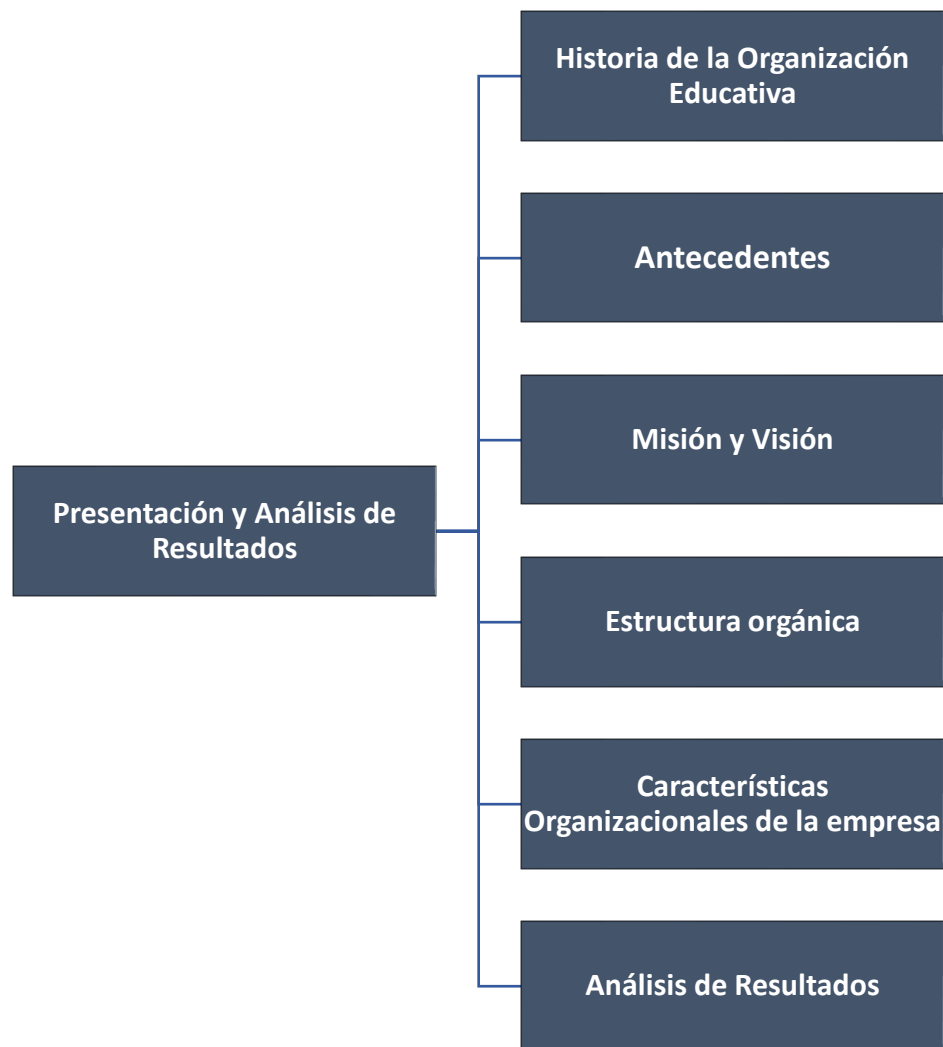 Historia de la Organización
Educativa
Antecedentes
Misión y Visión
Presentación y Análisis de
Resultados
Estructura orgánica
Características
Organizacionales de la empresa
Análisis de Resultados